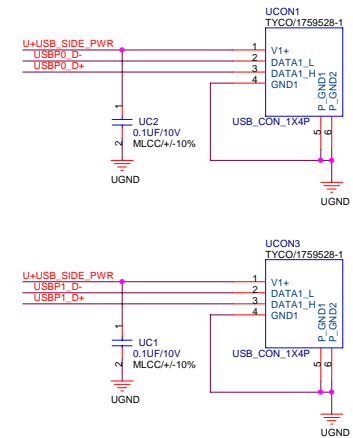 UCON1
TYCO/1759528-1
U+USB_SIDE_PWR
1 V1+
USBP0_D-
2 DATA1_L
USBP0_D+
3 DATA1_H
4 GND1
P_GND1
P_GND2
1
UC2
0.1UF/10V
2 MLCC/+/-10%
USB_CON_1X4P
5
6
UGND
UGND
UCON3
TYCO/1759528-1
U+USB_SIDE_PWR
1 V1+
USBP1_D-
2 DATA1_L
USBP1_D+
3 DATA1_H
4 GND1
P_GND1
P_GND2
1
UC1
0.1UF/10V
2 MLCC/+/-10%
USB_CON_1X4P
5
6
UGND
UGND